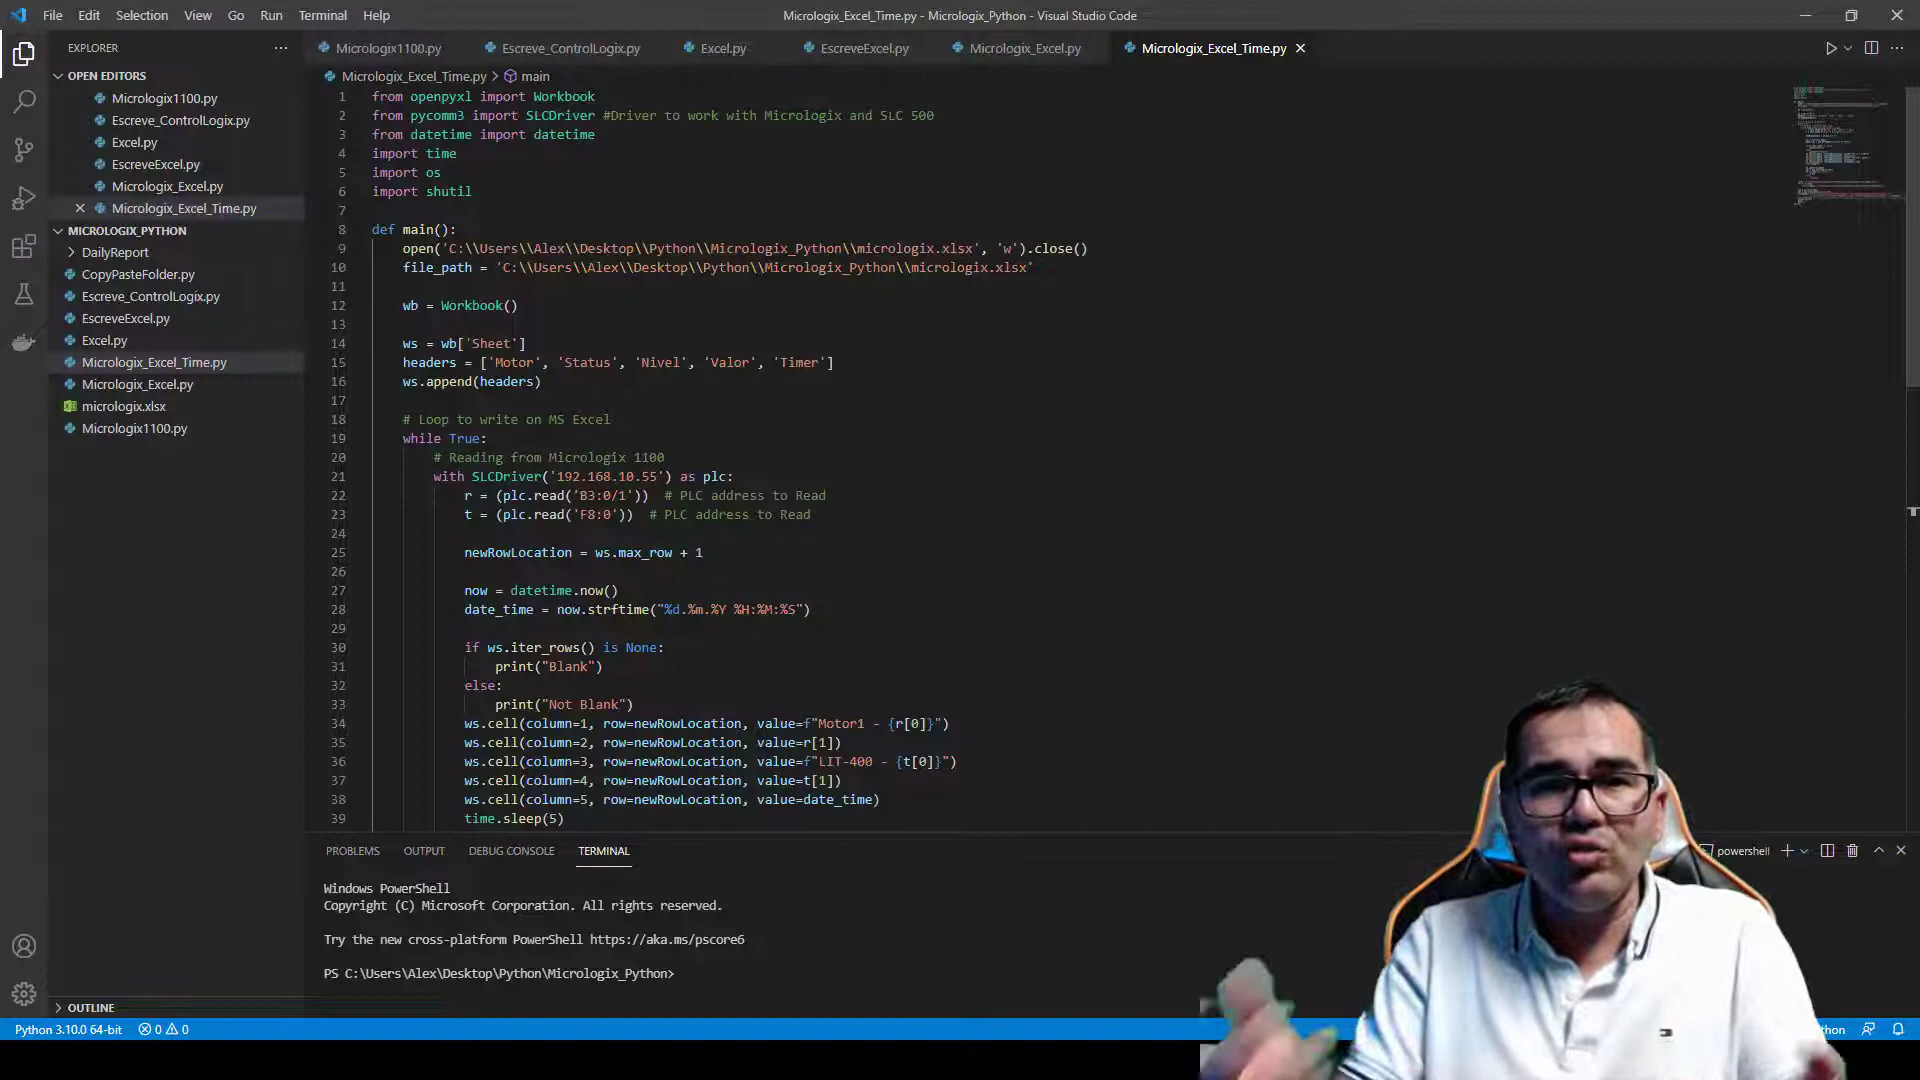 File Edit Selection View Go Run Terminal Help
Micrologix_Excel_Time.py - Micrologix_Python - Visual Studio Code
EXPLORER
OPEN EDITORS
Micrologix1100.py
Escreve_ControlLogix.py
Excel.py
EscreveExcel.py
Micrologix_Excel.py
Micrologix_Excel_Time.py
MICROLOGIX_PYTHON
DailyReport
CopyPasteFolder.py
Escreve_ControlLogix.py
EscreveExcel.py
Excel.py
Micrologix_Excel_Time.py
Micrologix_Excel.py
micrologix.xlsx
Micrologix1100.py
OUTLINE
Micrologix1100.py Escreve_ControlLogix.py Excel.py EscreveExcel.py Micrologix_Excel.py Micrologix_Excel_Time.py
Micrologix_Excel_Time.py > main
1 from openpyxl import Workbook
2 from pycomm3 import SLCDriver #Driver to work with Micrologix and SLC 500
3 from datetime import datetime
4 import time
5 import os
6 import shutil
7
8 def main():
9 open('C:\\Users\\Alex\\Desktop\\Python\\Micrologix_Python\\micrologix.xlsx', 'w').close()
10 file_path = 'C:\\Users\\Alex\\Desktop\\Python\\Micrologix_Python\\micrologix.xlsx'
11
12 wb = Workbook()
13
14 ws = wb['Sheet']
15 headers = ['Motor', 'Status', 'Nivel', 'Valor', 'Timer']
16 ws.append(headers)
17
18 # Loop to write on MS Excel
19 while True:
20 # Reading from Micrologix 1100
21 with SLCDriver('192.168.10.55') as plc:
22 r = (plc.read('B3:0/1')) # PLC address to Read
23 t = (plc.read('F8:0')) # PLC address to Read
24
25 newRowLocation = ws.max_row + 1
26
27 now = datetime.now()
28 date_time = now.strftime("%d.%m.%Y %H:%M:%S")
29
30 if ws.iter_rows() is None:
31 print("Blank")
32 else:
33 print("Not Blank")
34 ws.cell(column=1, row=newRowLocation, value=f"Motor1 - {r[0]}")
35 ws.cell(column=2, row=newRowLocation, value=r[1])
36 ws.cell(column=3, row=newRowLocation, value=f"LIT-400 - {t[0]}")
37 ws.cell(column=4, row=newRowLocation, value=t[1])
38 ws.cell(column=5, row=newRowLocation, value=date_time)
39 time.sleep(5)
PROBLEMS OUTPUT DEBUG CONSOLE TERMINAL
powershell
Windows PowerShell
Copyright (C) Microsoft Corporation. All rights reserved.
Try the new cross-platform PowerShell https://aka.ms/pscore6
PS C:\Users\Alex\Desktop\Python\Micrologix_Python>
Python 3.10.0 64-bit 0 0